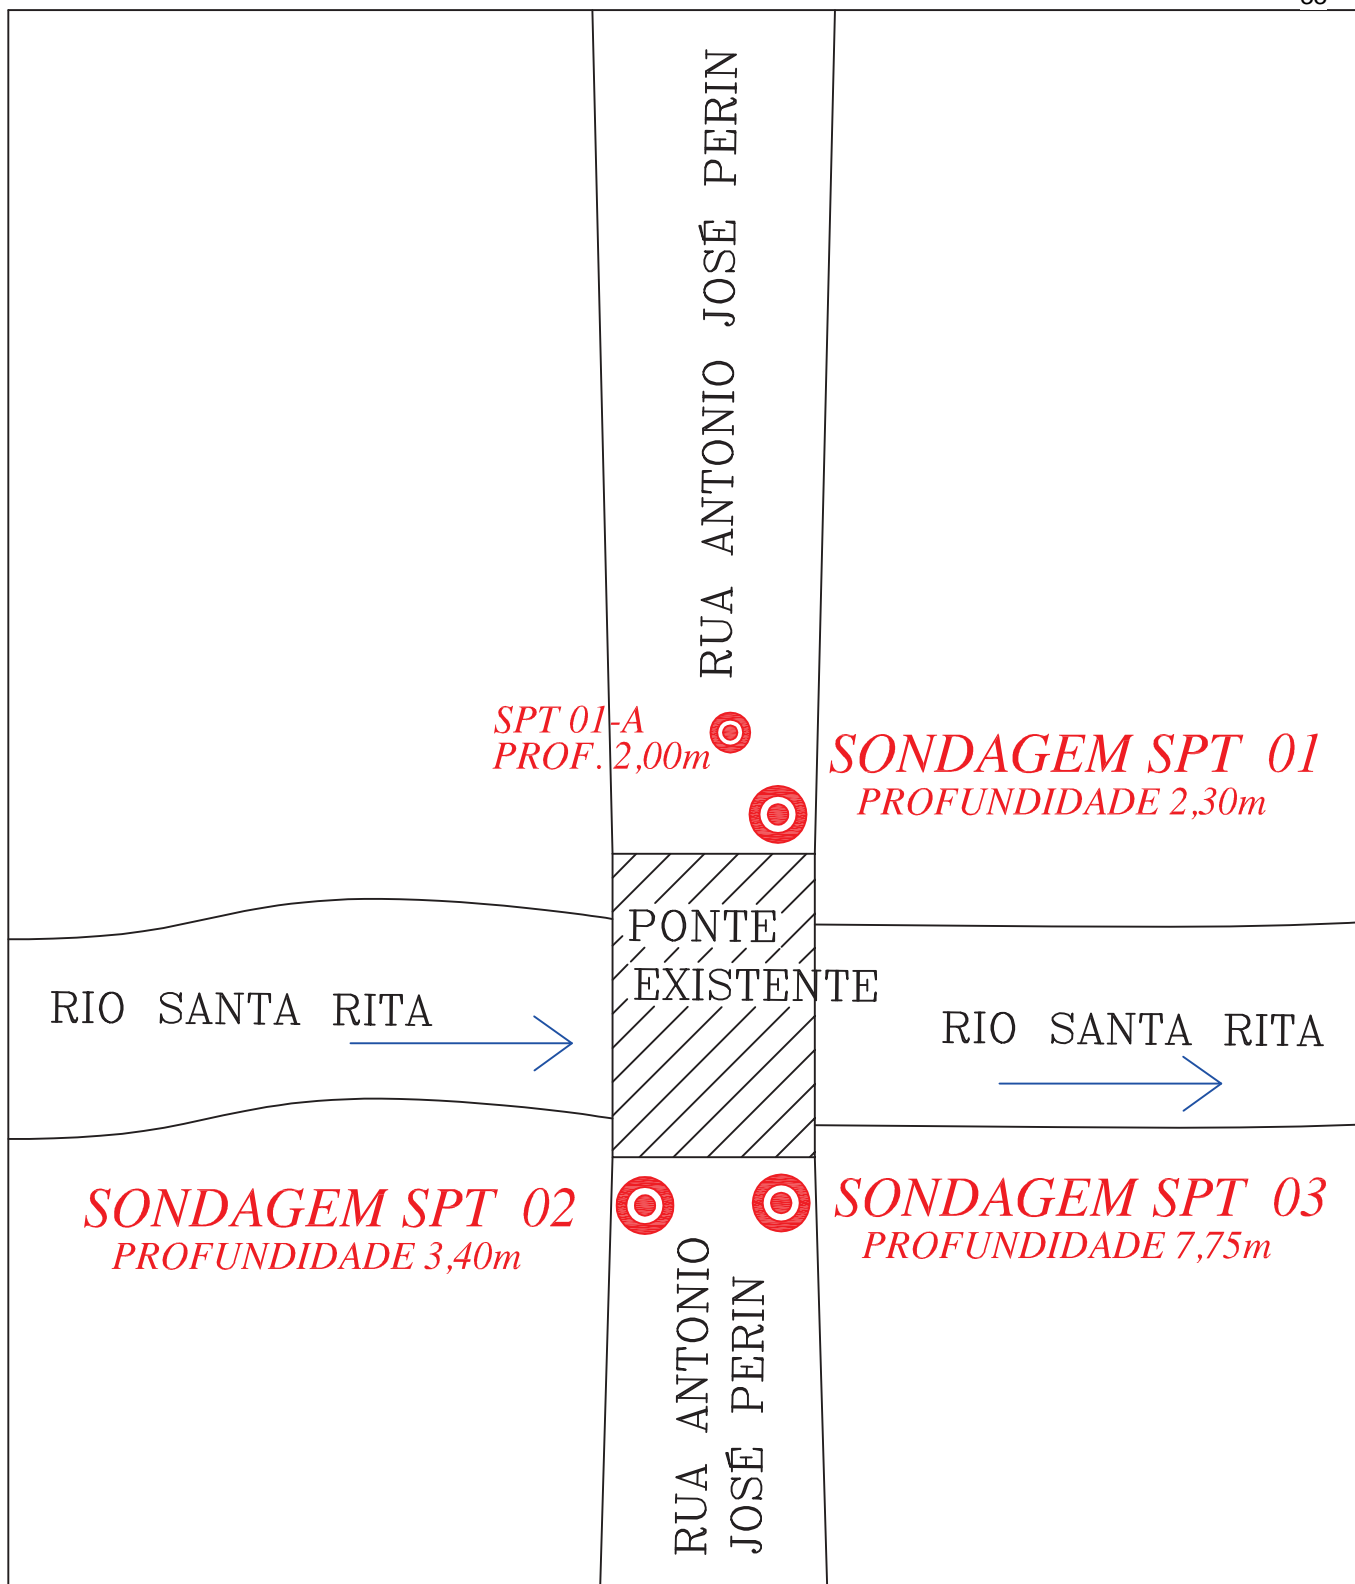 RUA ANTONIO JOSÉ PERIN
SPT 01-A
PROF. 2,00m
SONDAGEM SPT 01
PROFUNDIDADE 2,30m
PONTE
EXISTENTE
RIO SANTA RITA
RIO SANTA RITA
SONDAGEM SPT 02
PROFUNDIDADE 3,40m
SONDAGEM SPT 03
PROFUNDIDADE 7,75m
RUA ANTONIO
JOSÉ PERIN